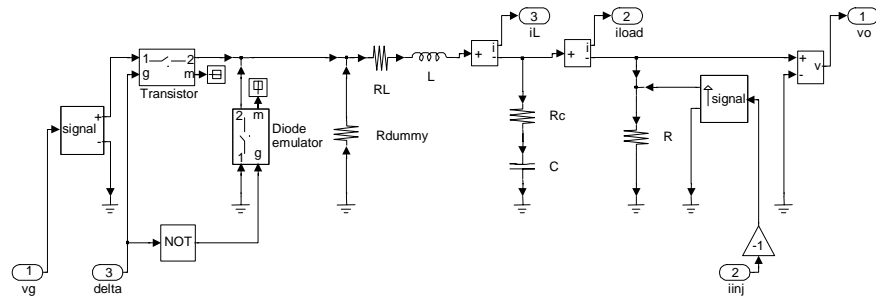 3
iL
2
iload
1
vo
+
i
-
+
i
-
1
2
g
m
Transistor
RL
L
+
-
v
signal
+
-
2
m
1
g
Diode
emulator
Rdummy
Rc
C
R
signal
NOT
-1
1
vg
3
delta
2
iinj